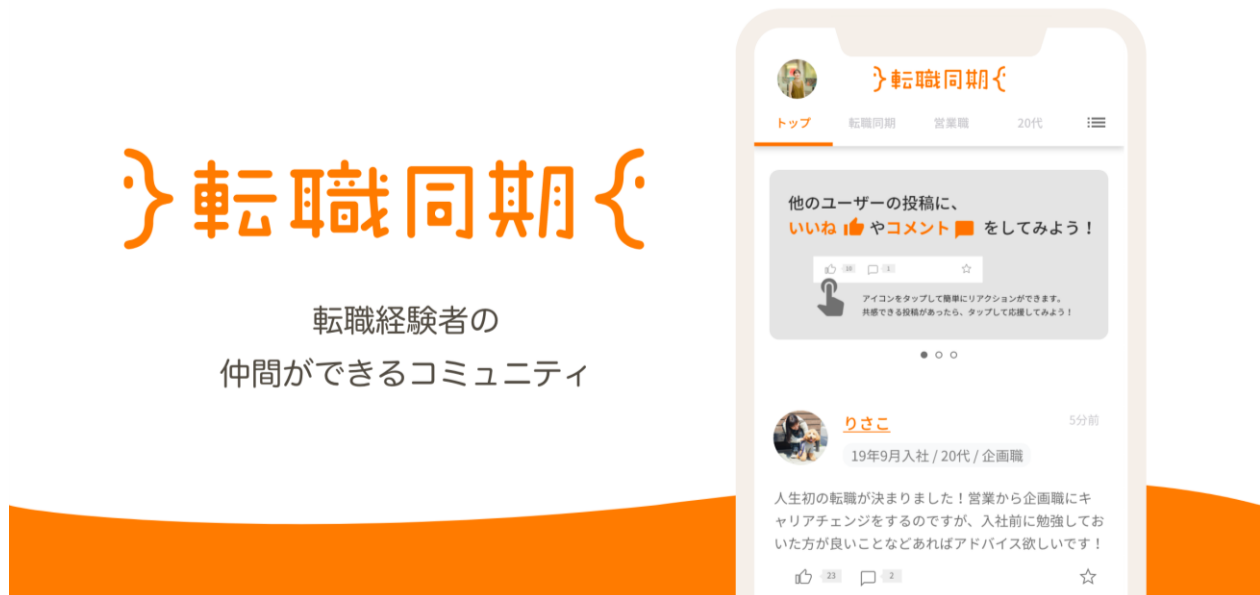 転職同期
転職経験者の
仲間ができるコミュニティ
転職同期
トップ 転職同期 営業職 20代
他のユーザーの投稿に、
いいね やコメント をしてみよう！
10 1
アイコンをタップして簡単にリアクションができます。
共感できる投稿があったら、タップして応援してみよう！
りさこ 5分前
19年9月入社 / 20代 / 企画職
人生初の転職が決まりました！営業から企画職にキ
ャリアチェンジをするのですが、入社前に勉強してお
いた方が良いことなどあればアドバイス欲しいです！
23 2